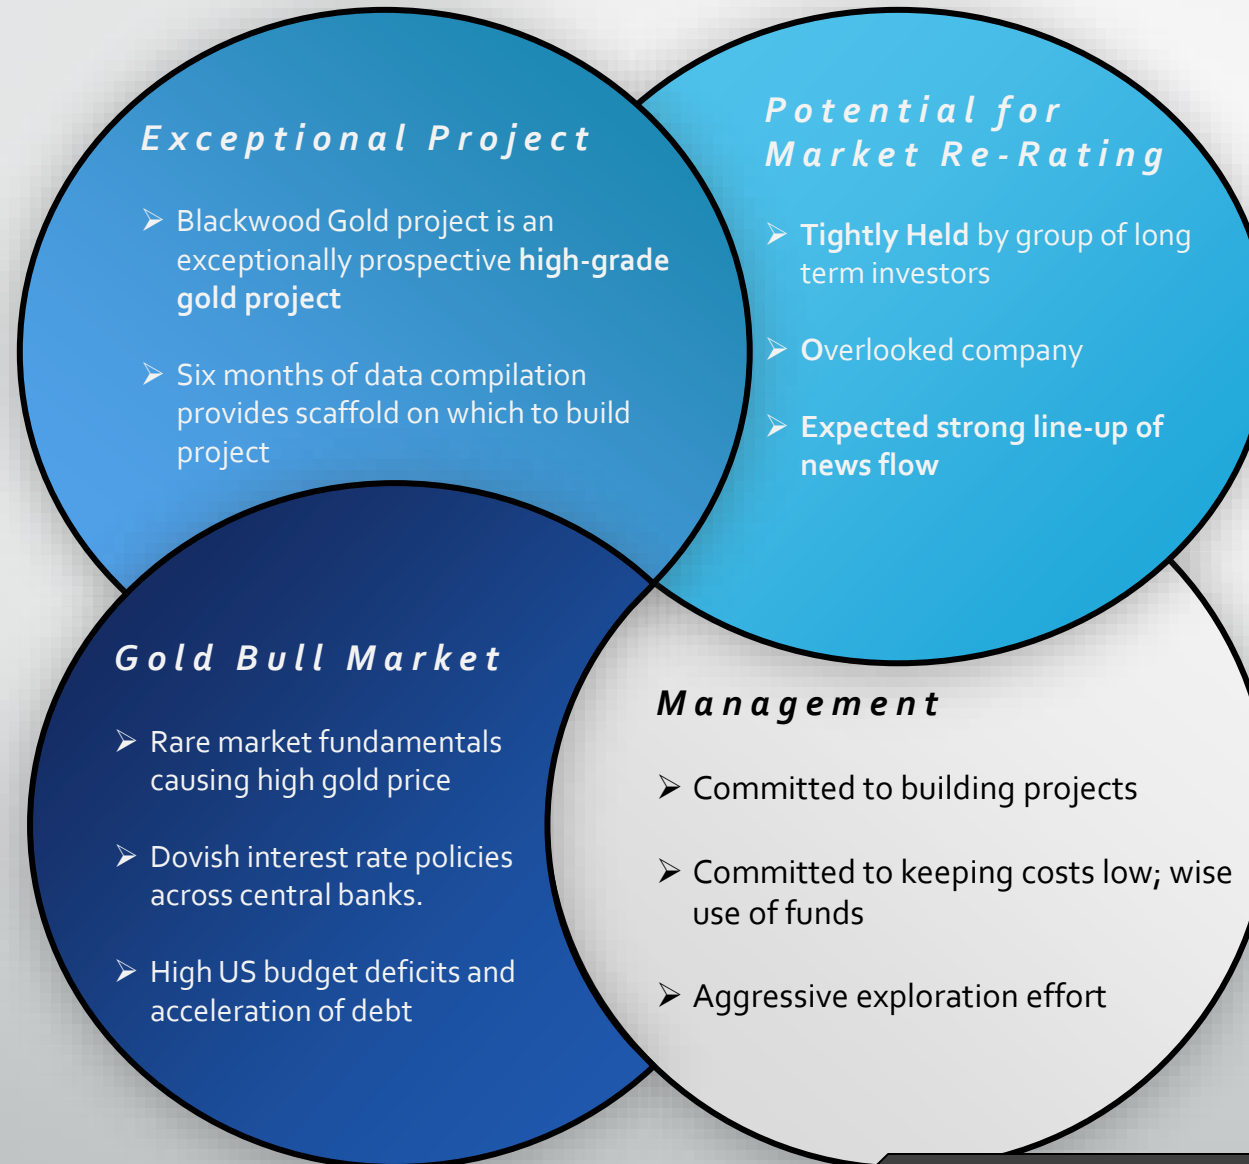 Exceptional Project
➢ Blackwood Gold project is an
exceptionally prospective high-grade
gold project
➢ Six months of data compilation
provides scaffold on which to build
project
Potential for
Market Re-Rating
➢ Tightly Held by group of long
term investors
➢ Overlooked company
➢ Expected strong line-up of
news flow
Gold Bull Market
➢ Rare market fundamentals
causing high gold price
➢ Dovish interest rate policies
across central banks.
➢ High US budget deficits and
acceleration of debt
Management
➢ Committed to building projects
➢ Committed to keeping costs low; wise
use of funds
➢ Aggressive exploration effort